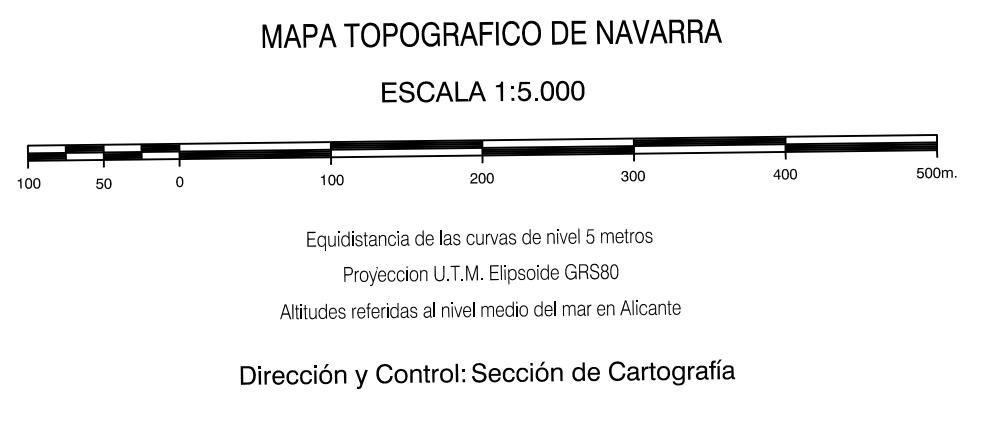 MAPA TOPOGRAFICO DE NAVARRA
ESCALA 1:5.000
100 50 0 100 200 300 400 500m.
Equidistancia de las curvas de nivel 5 metros
Proyeccion U.T.M. Elipsoide GRS80
Altitudes referidas al nivel medio del mar en Alicante
Dirección y Control: Sección de Cartografía